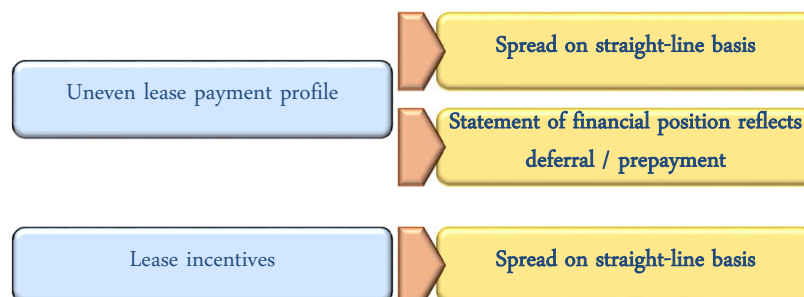 Spread on straight-line basis
Uneven lease payment profile
Statement of financial position reflects
deferral / prepayment
Lease incentives
Spread on straight-line basis